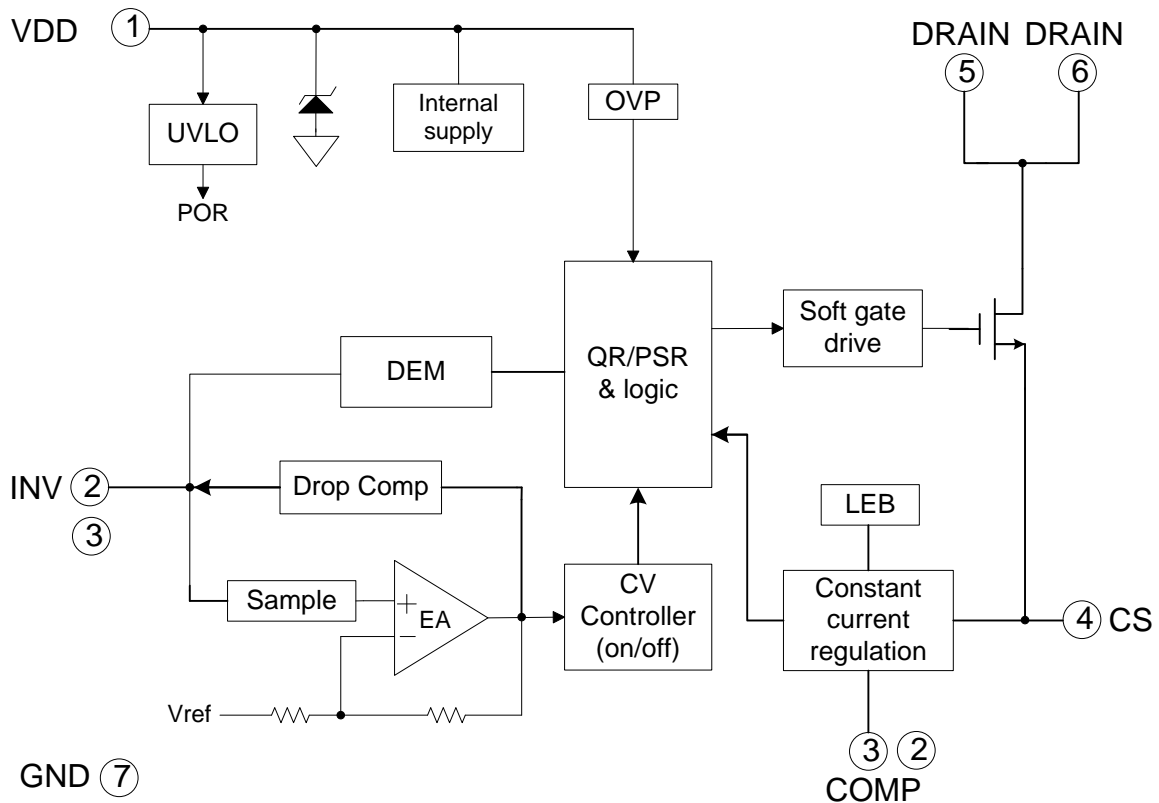 VDD 1
DRAIN DRAIN
5 6
UVLO
Internal
supply
OVP
POR
DEM
QR/PSR
& logic
Soft gate
drive
INV 2
3
Drop Comp
LEB
Sample
+
EA
−
CV
Controller
(on/off)
Constant
current
regulation
4 CS
Vref
3 2
COMP
GND 7